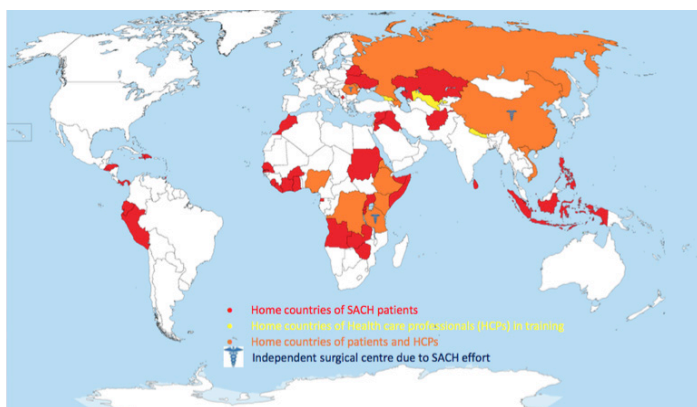 Home countries of SACH patients
Home countries of Health care professionals (HCPs) In training
Home countries of patients and HCPs
Independent surgical centre due to SACH effort